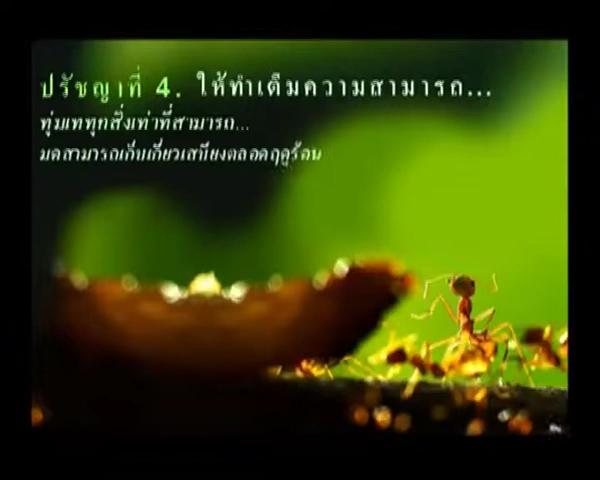 ปรัชญาที่ 4. ให้ทำเต็มความสามารถ...
ทุ่มเททุกสิ่งเท่าที่สามารถ...
มดสามารถเก็บเกี่ยวเสบียงตลอดฤดูร้อน